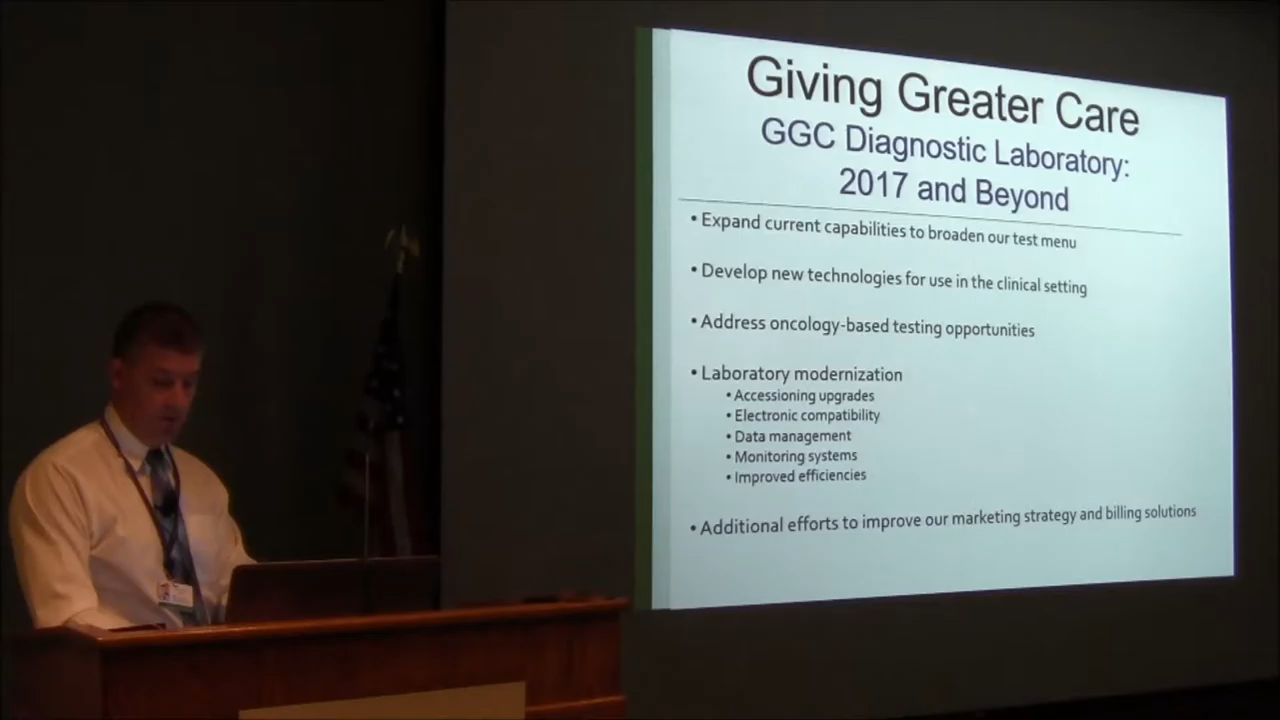 Giving Greater Care
GGC Diagnostic Laboratory:
2017 and Beyond
• Expand current capabilities to broaden our test menu
• Develop new technologies for use in the clinical setting
• Address oncology-based testing opportunities
• Laboratory modernization
• Accessioning upgrades
• Electronic compatibility
• Data management
• Monitoring systems
• Improved efficiencies
• Additional efforts to improve our marketing strategy and billing solutions